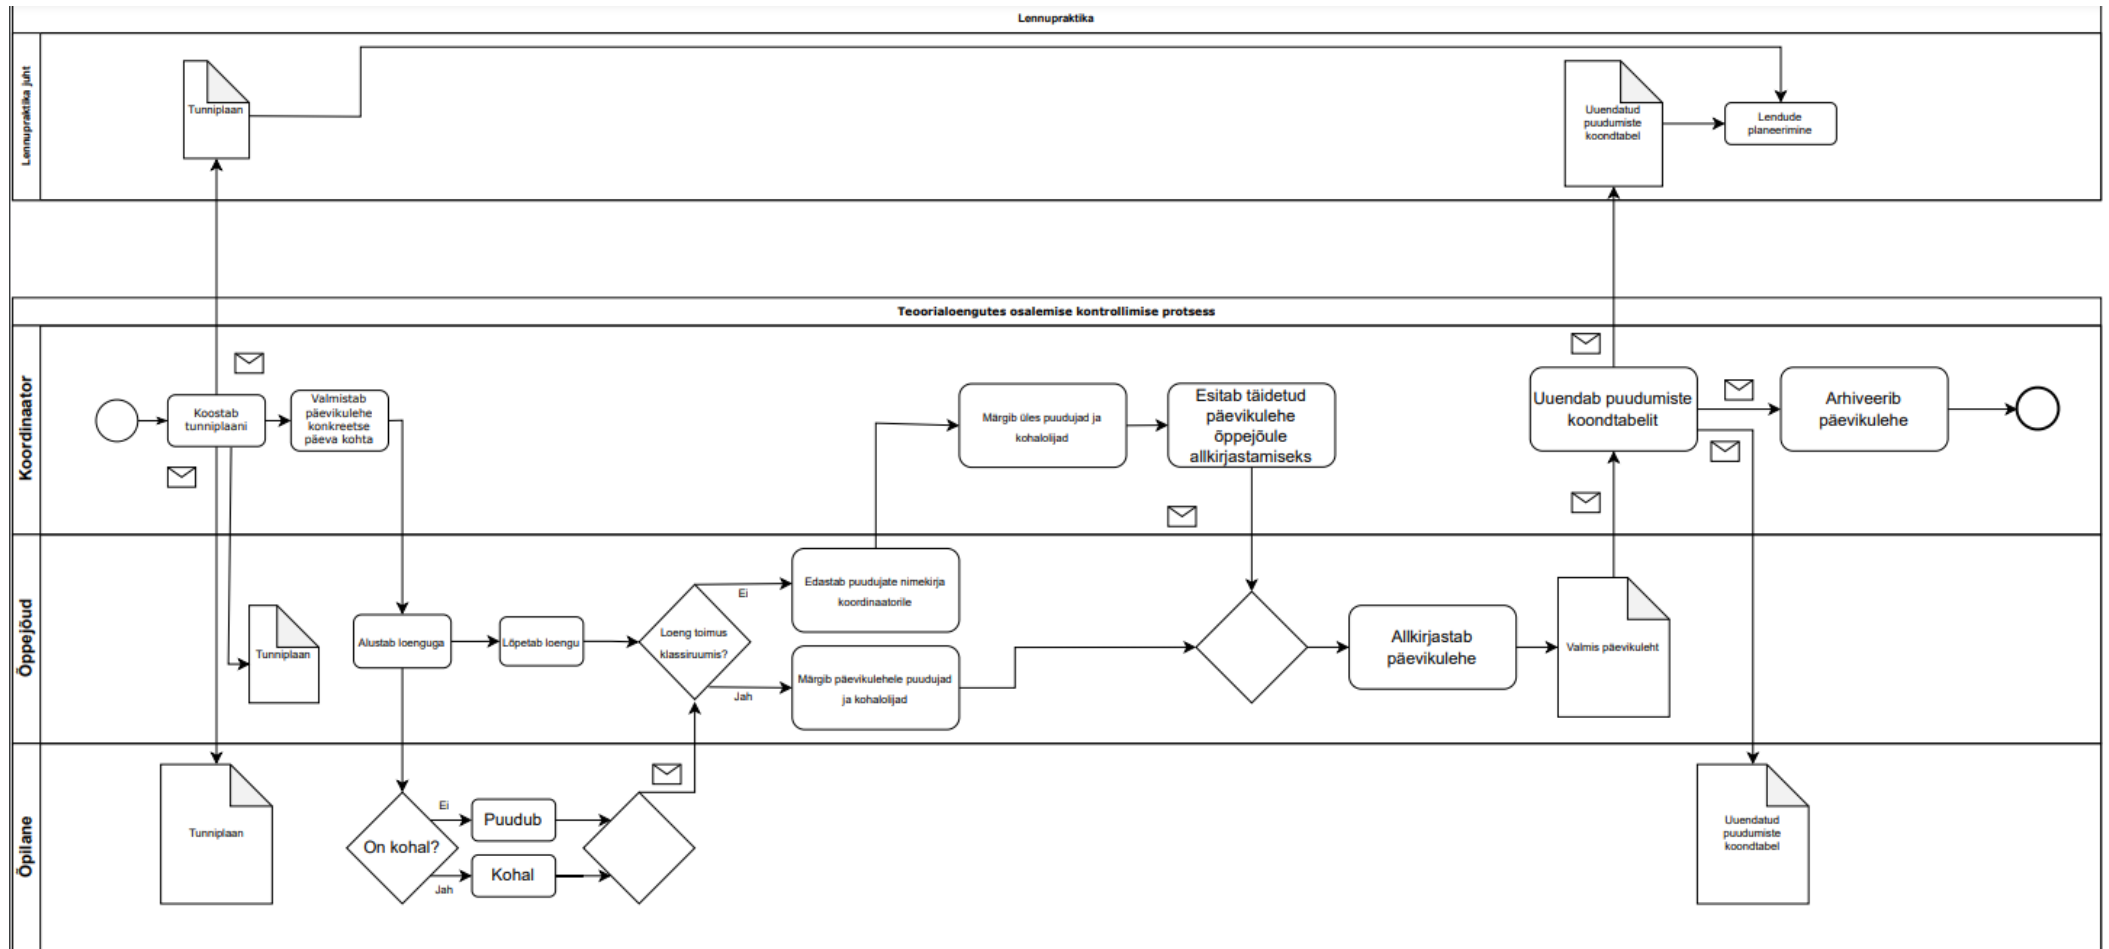 Lennupraktika
Lennupraktika juht
Tunniplaan
Uuendatud
puudumiste
koondtabel
Lendude
planeerimine
Teoorialoengutes osalemise kontrollimise protsess
Koordinaator
Koostab
tunniplaani
Valmistab
päevikulehe
konkreetse
päeva kohta
Märgib üles puudujad ja
kohalolijad
Esitab täidetud
päevikulehe
õppejõule
allkirjastamiseks
Uuendab puudumiste
koondtabelit
Arhiveerib
päevikulehe
Õppejõud
Tunniplaan
Alustab loenguga
Lõpetab loengu
Loeng toimus
klassiruumis?
Ei
Jah
Edastab puudujate nimekirja
koordinaatorile
Märgib päevikulehele puudujad
ja kohalolijad
Allkirjastab
päevikulehe
Valmis päevikuleht
Õpilane
Tunniplaan
On kohal?
Ei
Jah
Puudub
Kohal
Uuendatud
puudumiste
koondtabel